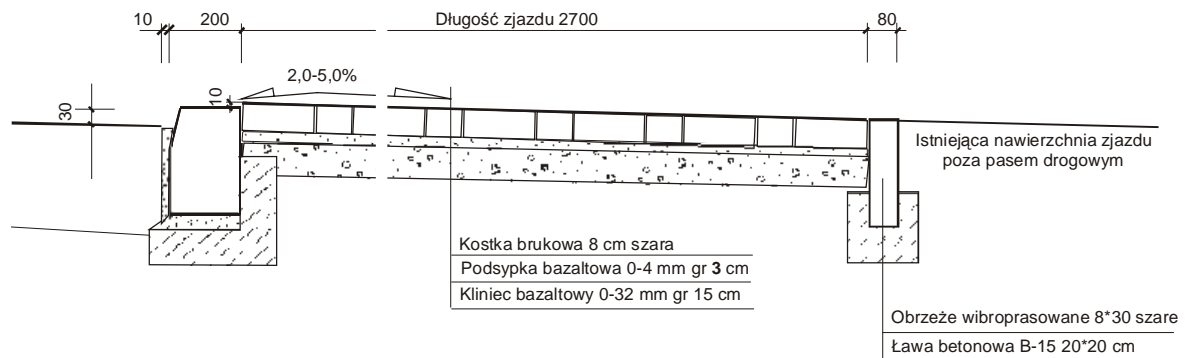 10 200 Długość zjazdu 2700 80
2,0-5,0%
10
30
Istniejąca nawierzchnia zjazdu
poza pasem drogowym
Kostka brukowa 8 cm szara
Podsypka bazaltowa 0-4 mm gr 3 cm
Kliniec bazaltowy 0-32 mm gr 15 cm
Obrzeże wibroprasowane 8*30 szare
Ława betonowa B-15 20*20 cm